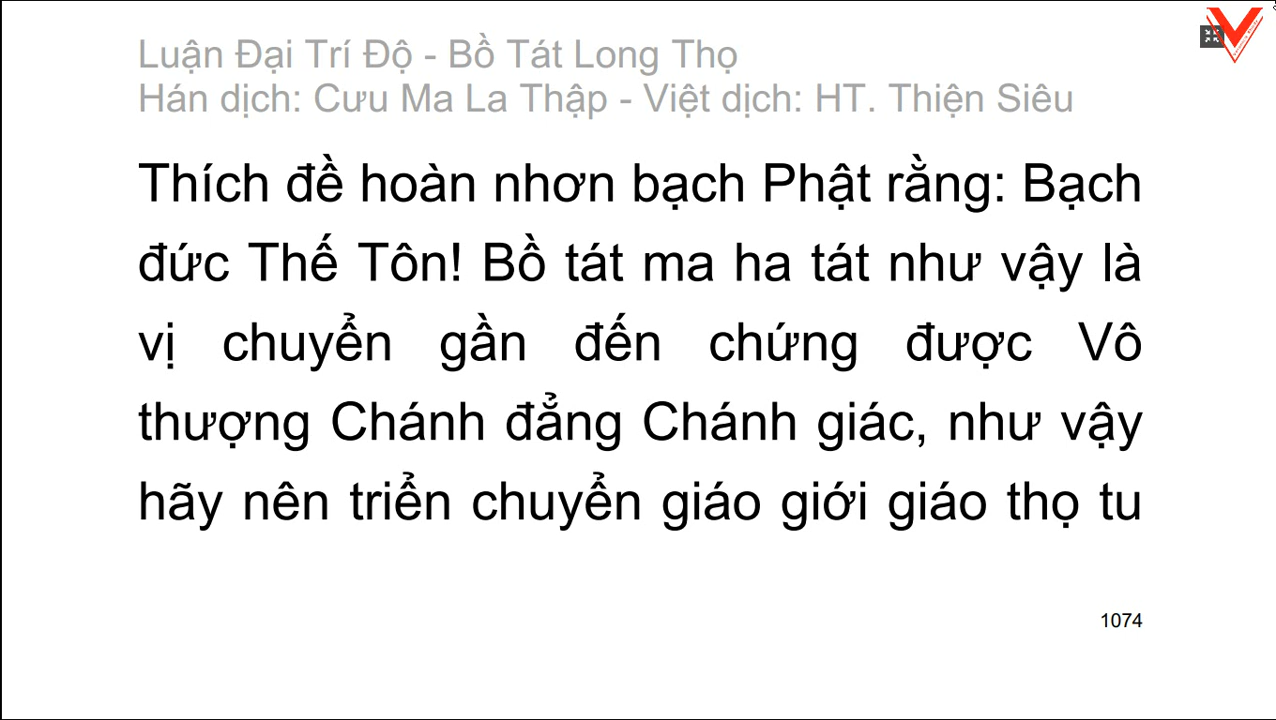 Luận Đại Trí Độ - Bồ Tát Long Thọ
Hán dịch: Cưu Ma La Thập - Việt dịch: HT. Thiện Siêu
Thích đề hoàn nhơn bạch Phật rằng: Bạch
đức Thế Tôn! Bồ tát ma ha tát như vậy là
vị chuyển gần đến chứng được Vô
thượng Chánh đẳng Chánh giác, như vậy
hãy nên triển chuyển giáo giới giáo thọ tu
1074